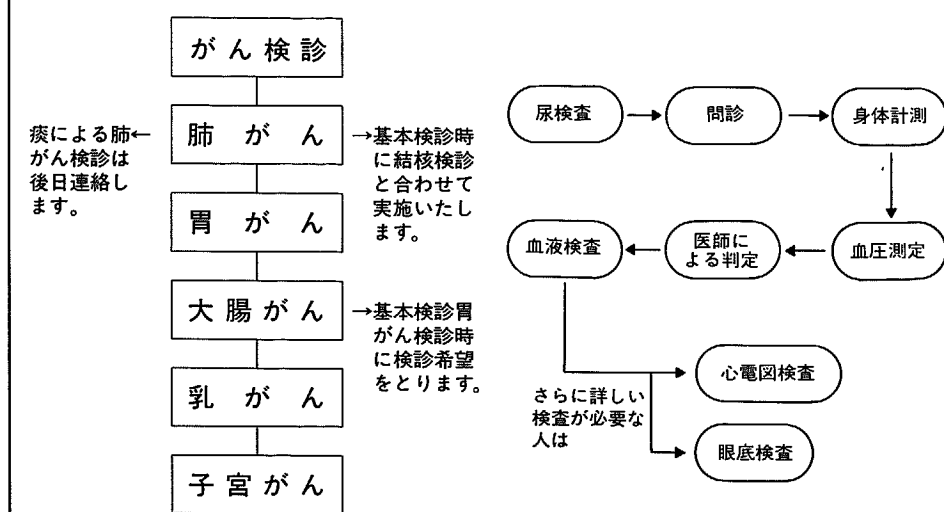 がん検診
肺がん
痰による肺←
がん検診は
後日連絡し
ます。
→基本検診時
に結核検診
と合わせて
実施いたし
ます。
胃がん
大腸がん
→基本検診胃
がん検診時
に検診希望
をとります。
乳がん
子宮がん
尿検査
問診
身体計測
血圧測定
医師に
よる判定
血液検査
さらに詳しい
検査が必要な
人は
心電図検査
眼底検査